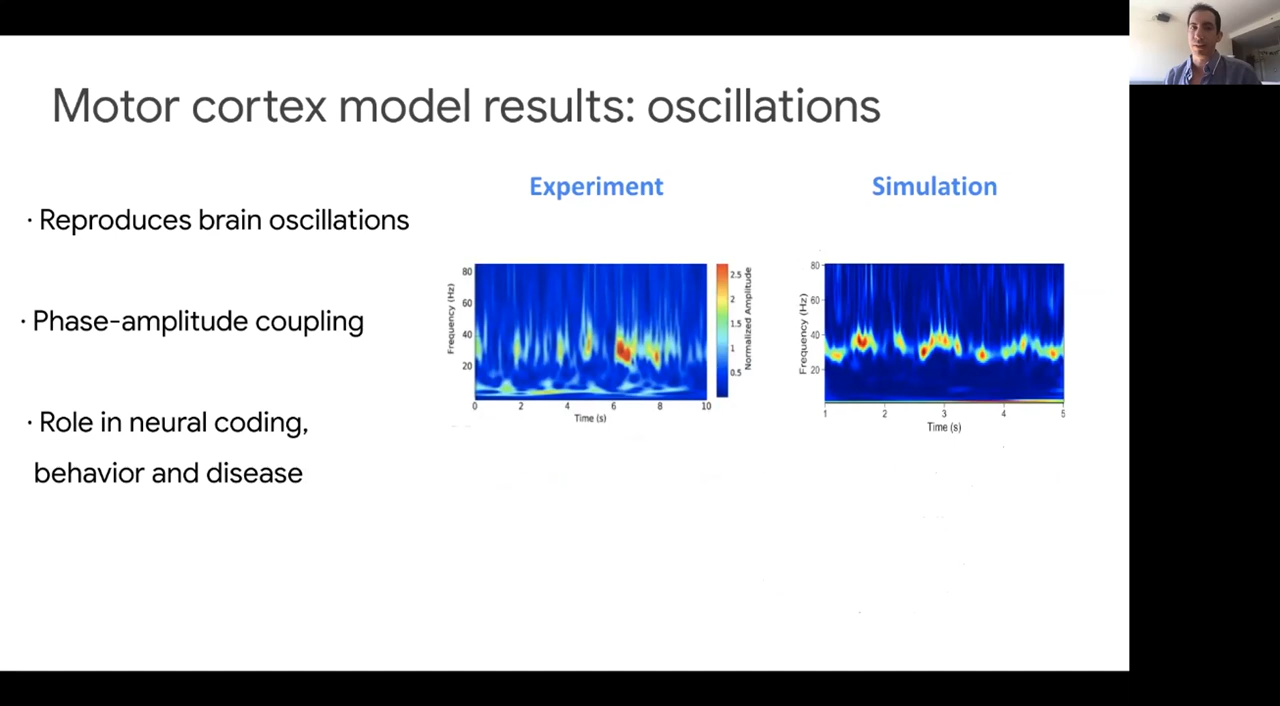 Motor cortex model results: oscillations
· Reproduces brain oscillations
· Phase-amplitude coupling
· Role in neural coding,
behavior and disease
Experiment
80
60
40
20
Frequency (Hz)
0 2 4 6 8 10
Time (s)
2.5
2
1.5
1
0.5
Normalized Amplitude
Simulation
80
60
40
20
Frequency (Hz)
1 2 3 4 5
Time (s)